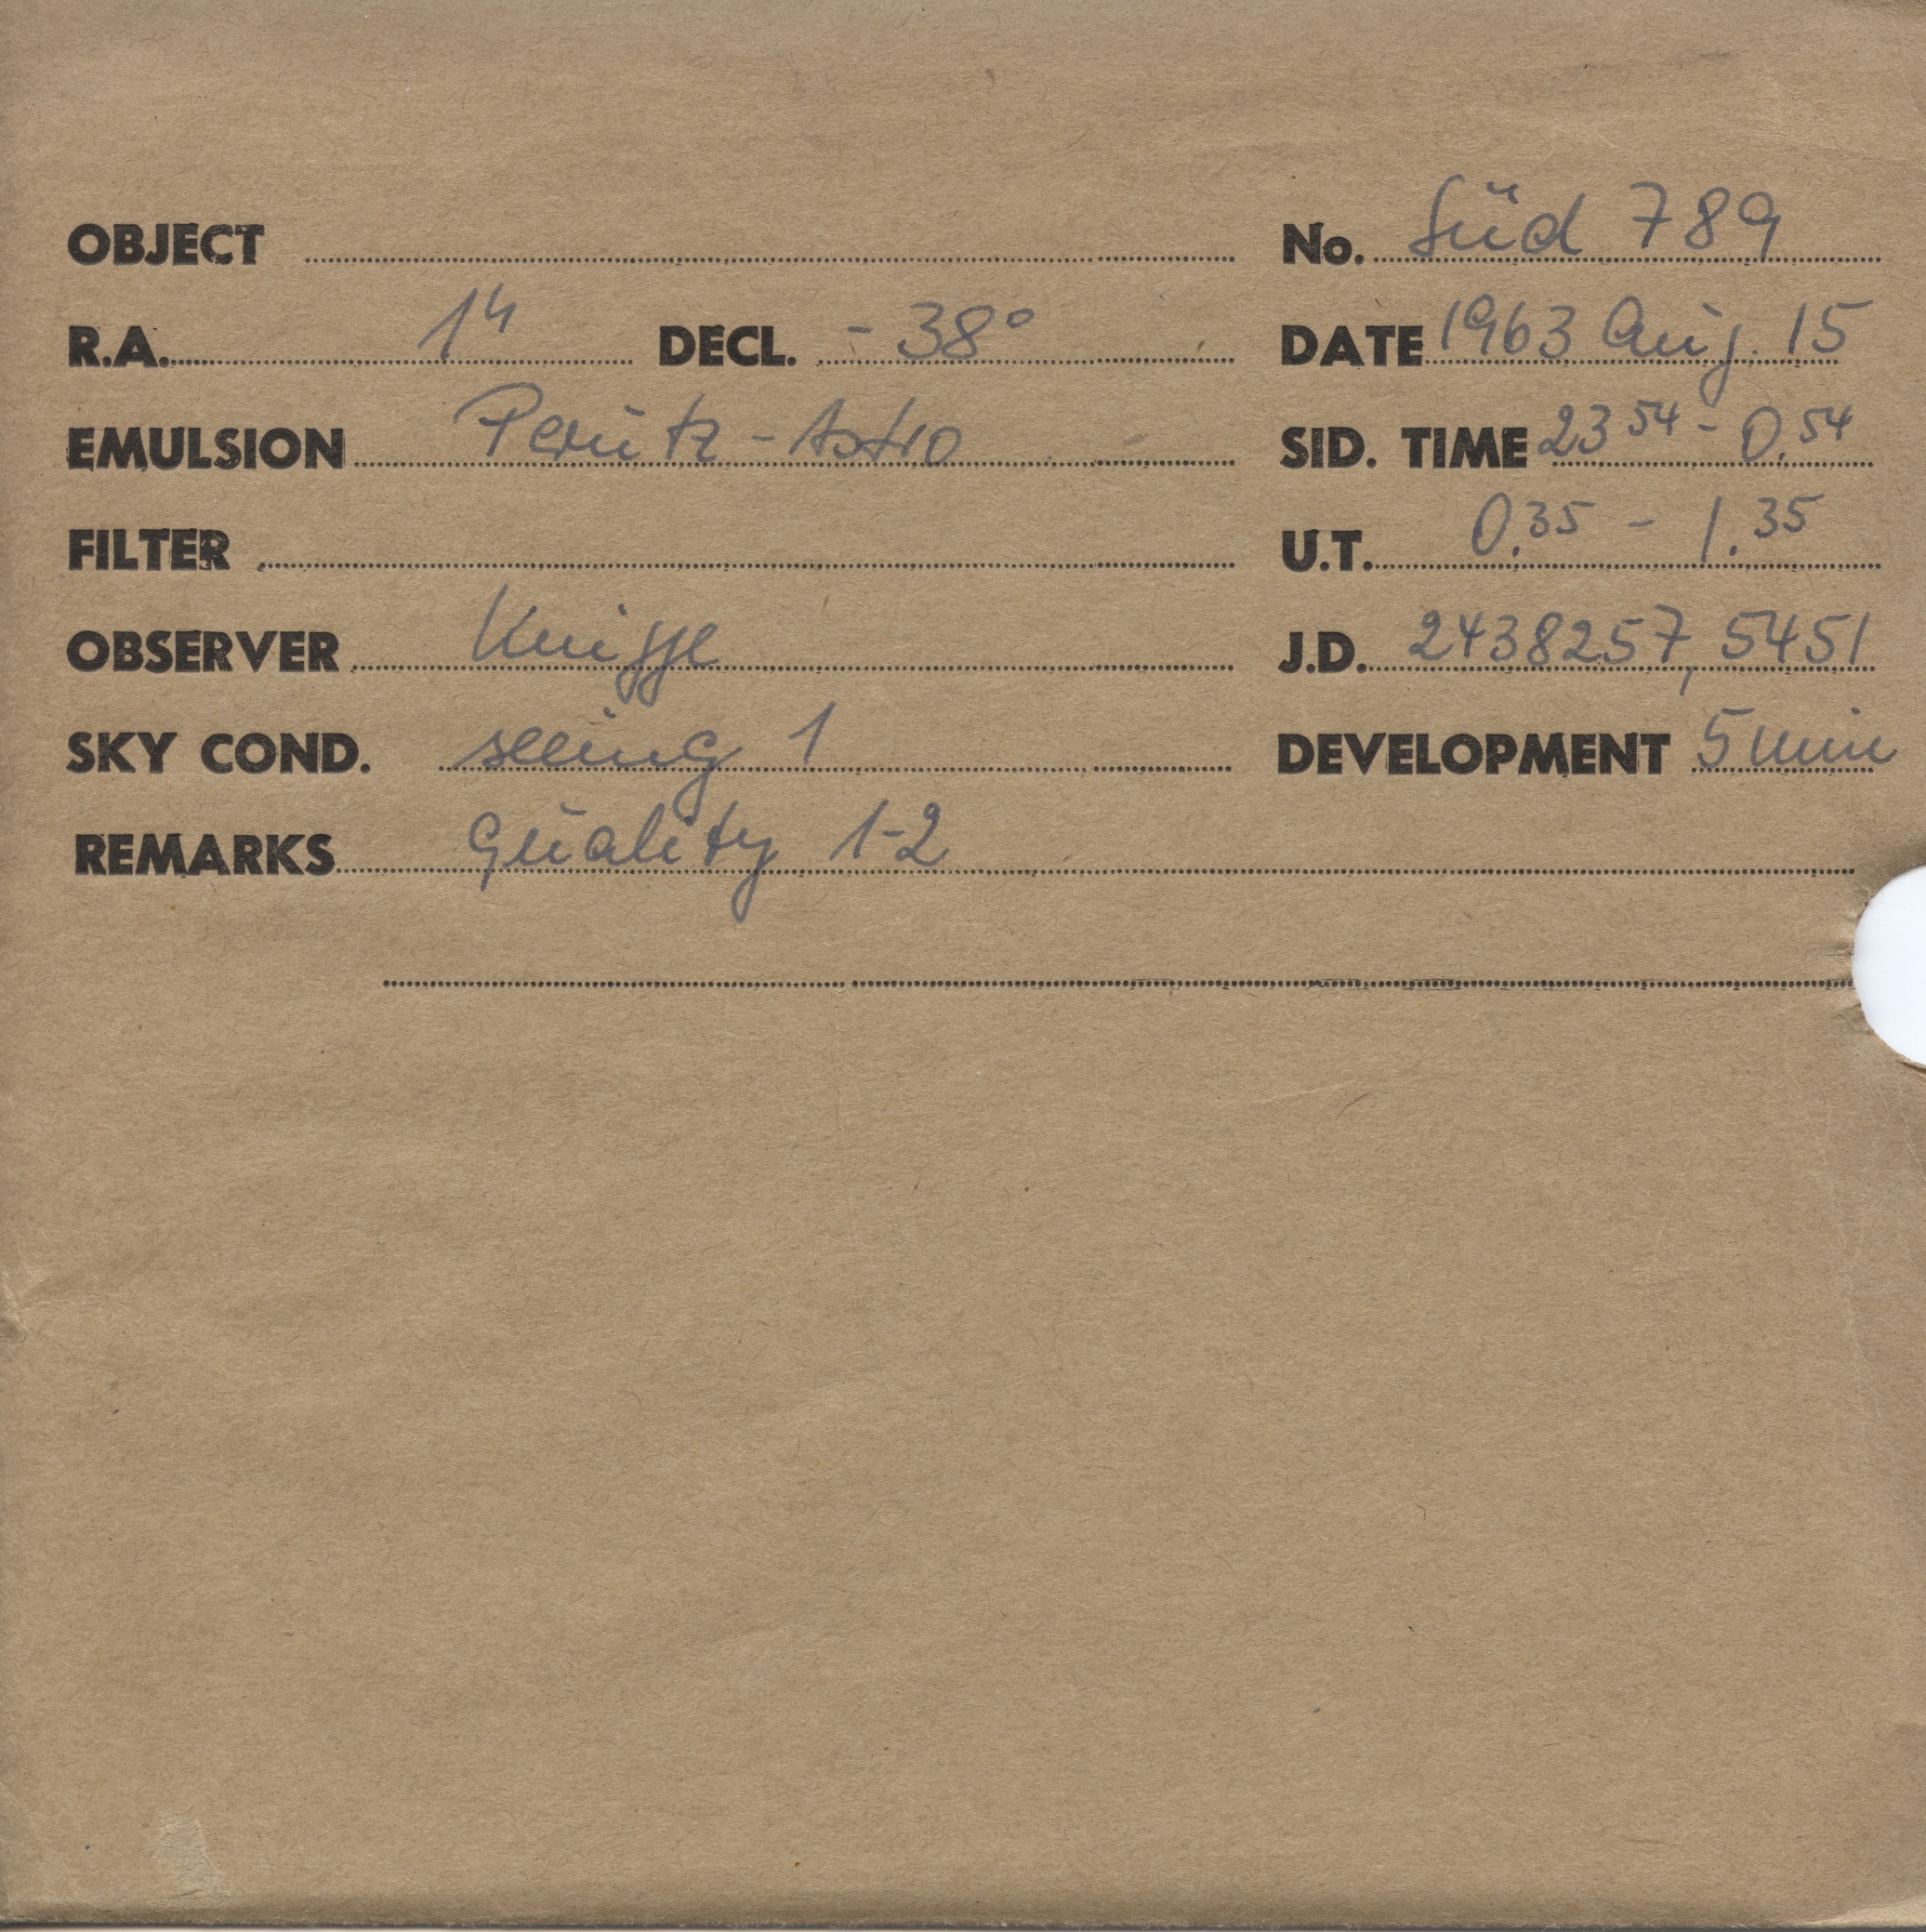 OBJECT No. Süd 789
R.A. 1h DECL. -38° DATE 1963 Aug. 15
EMULSION Perutz-Astro SID. TIME 23 54 - 0.54
FILTER U.T. 0.35 - 1.35
OBSERVER Knigge J.D. 2438257,5451
SKY COND. seeing 1 DEVELOPMENT 5 min
REMARKS quality 1-2